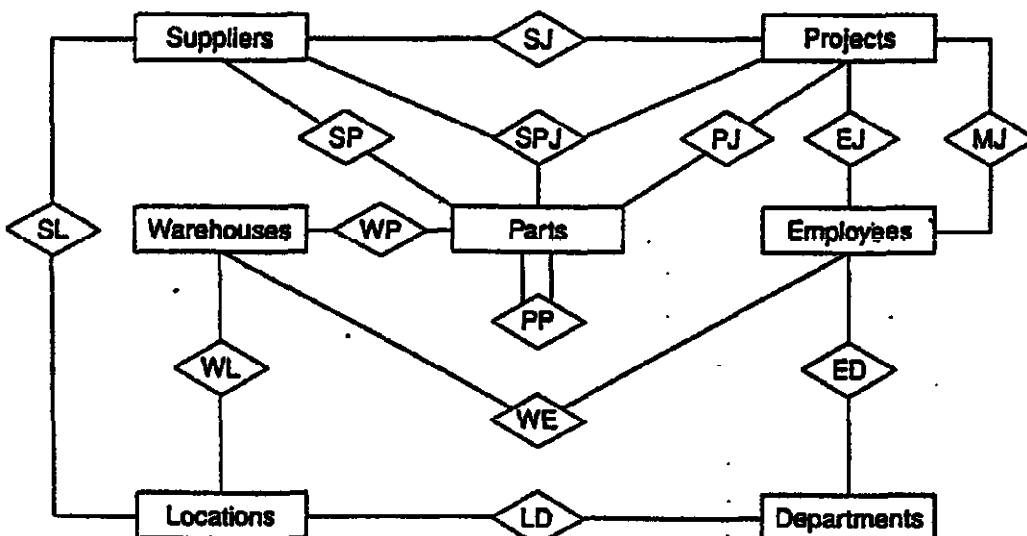 Suppliers SJ Projects
SP SPJ PJ EJ MJ
SL Warehouses WP Parts Employees
PP
WL ED
WE
Locations LD Departments